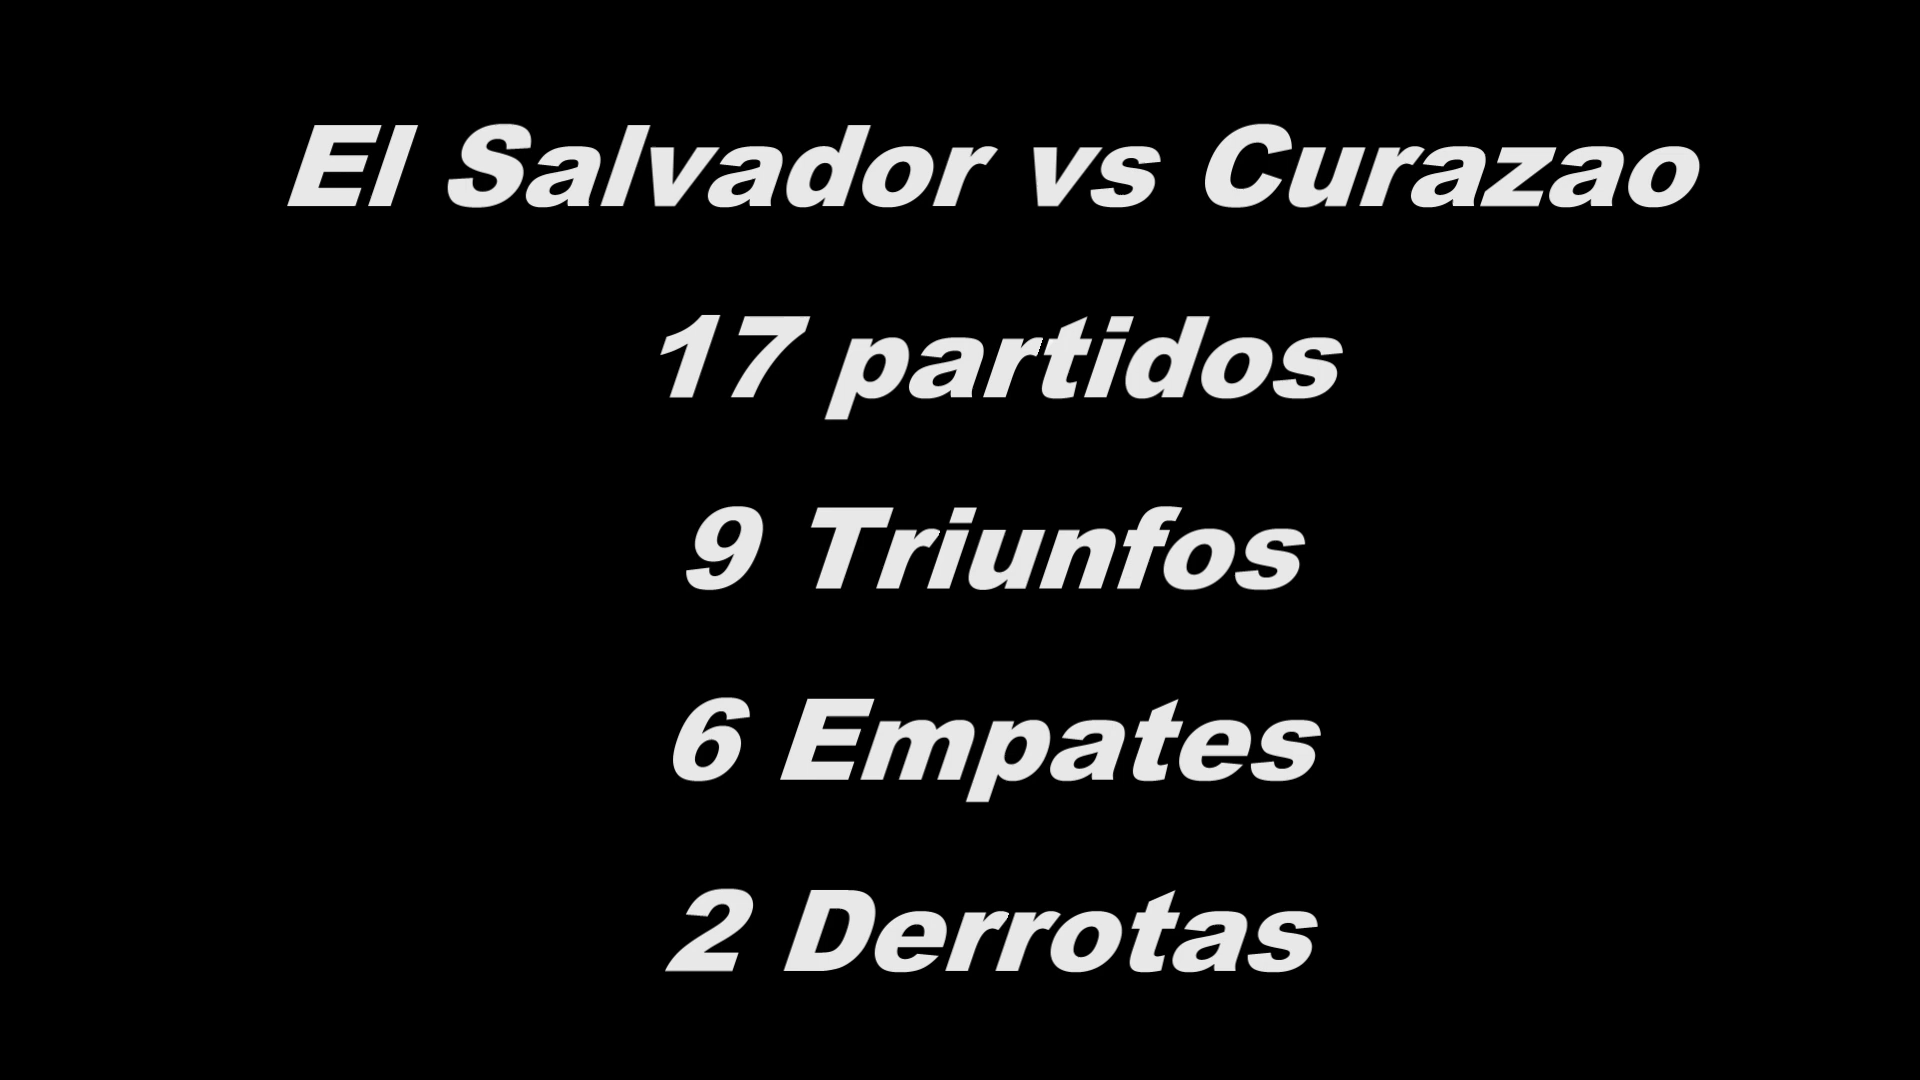 El Salvador vs Curazao
17 partidos
9 Triunfos
6 Empates
2 Derrotas